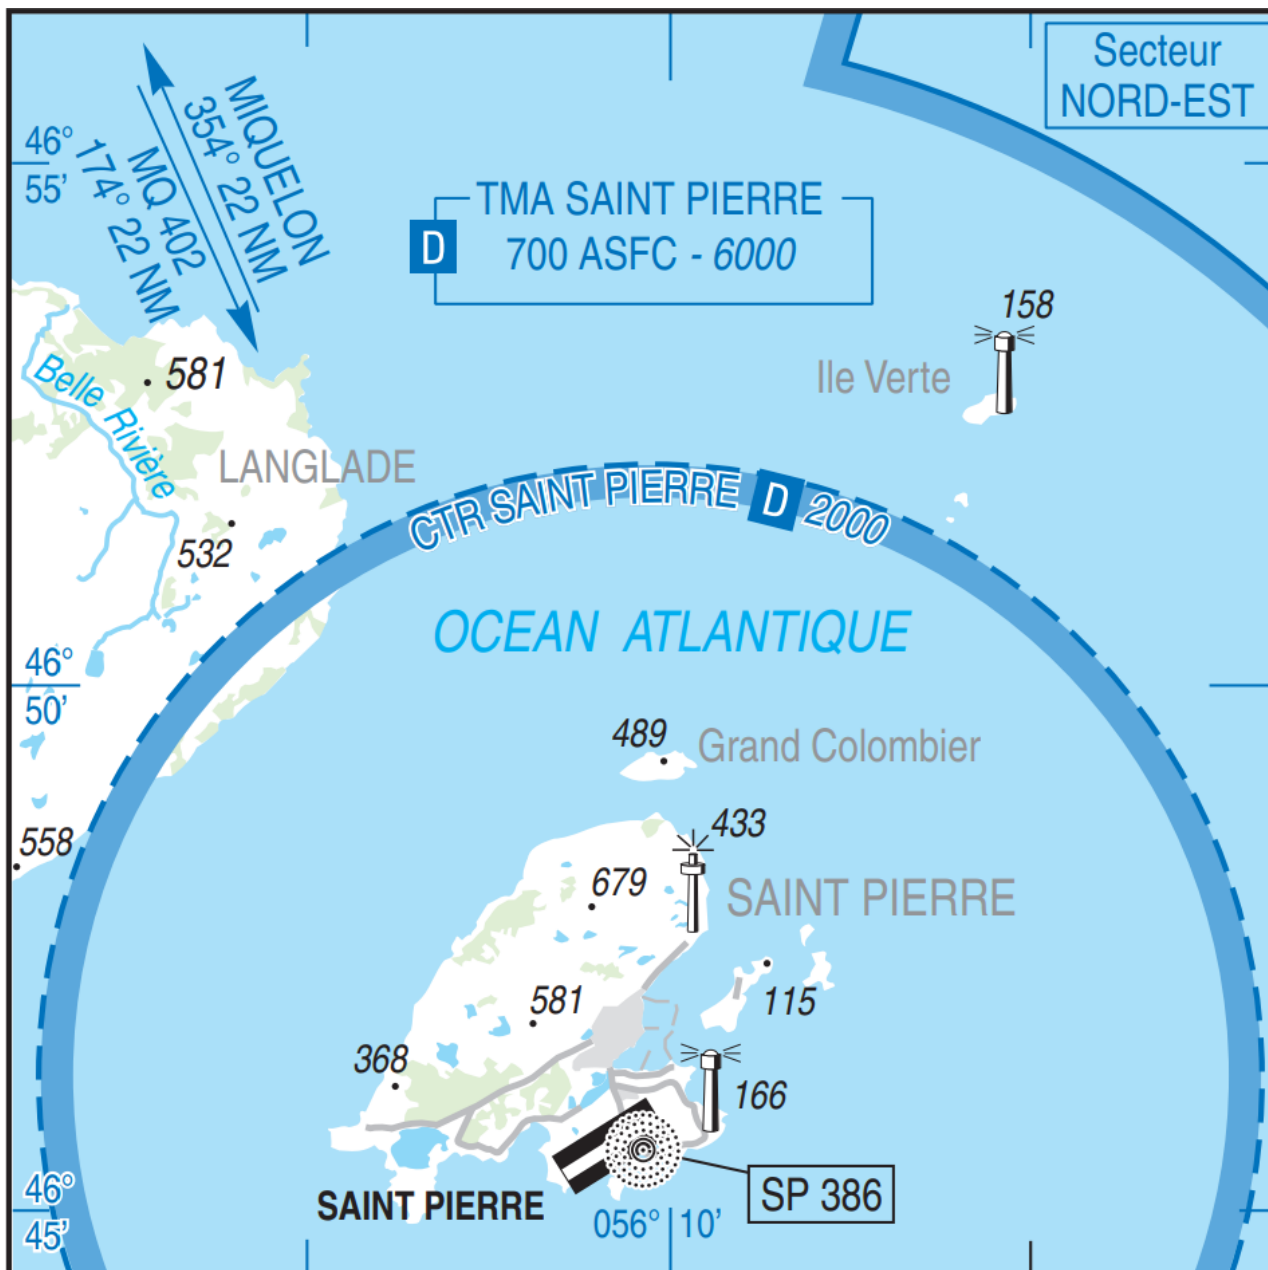 Secteur
NORD-EST
MIQUELON
354° 22 NM
MQ 402
174° 22 NM
46°
55'
TMA SAINT PIERRE
D 700 ASFC - 6000
158
Ile Verte
581
Belle Rivière
LANGLADE
CTR SAINT PIERRE D 2000
532
OCEAN ATLANTIQUE
46°
50'
489
Grand Colombier
433
558
679
SAINT PIERRE
581
115
368
166
46°
45'
SAINT PIERRE
SP 386
056° 10'